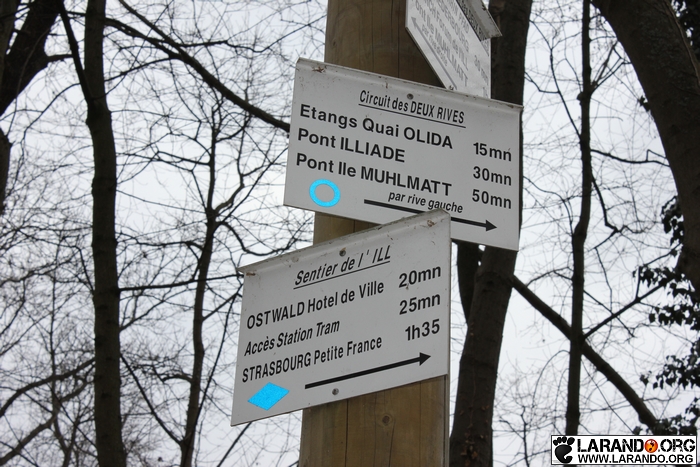 Circuit des DEUX RIVES
Etangs Quai OLIDA 15mn
Pont ILLIADE 30mn
Pont Ile MUHLMATT 50mn
par rive gauche
Sentier de l' ILL
OSTWALD Hotel de Ville 20mn
Accès Station Tram 25mn
STRASBOURG Petite France 1h35
LARANDO.ORG
WWW.LARANDO.ORG